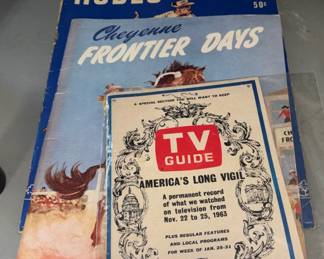 RODEO
50¢
Cheyenne
FRONTIER DAYS
A SPECIAL SECTION YOU WILL WANT TO KEEP
TV
GUIDE
AMERICA'S LONG VIGIL
A permanent record
of what we watched
on television from
Nov. 22 to 25, 1963
PLUS REGULAR FEATURES
AND LOCAL PROGRAMS
FOR WEEK OF JAN. 25-31